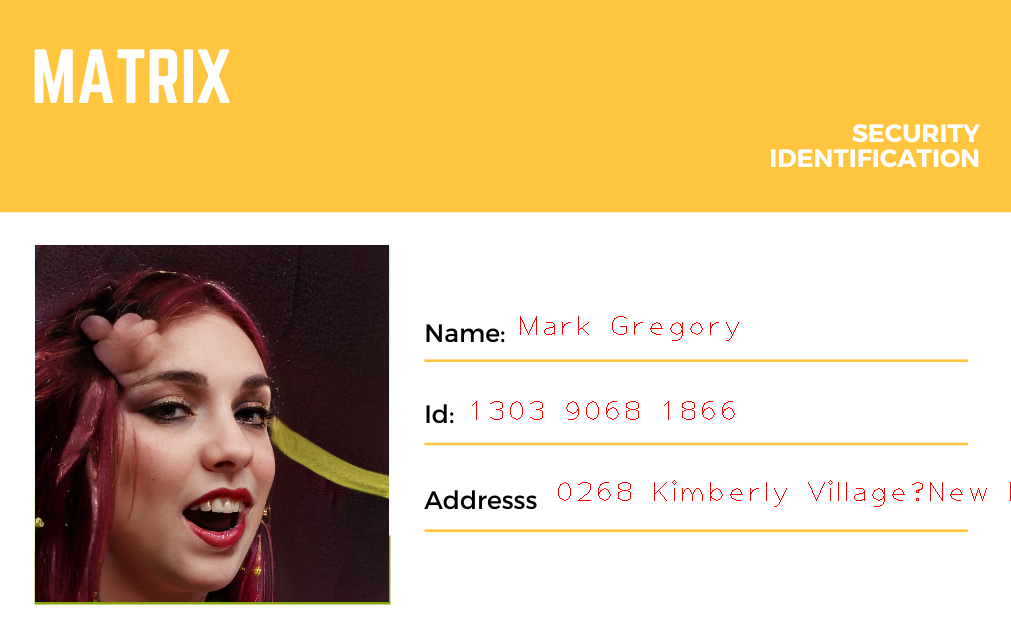 MATRIX
SECURITY
IDENTIFICATION
Name: Mark Gregory
Id: 1303 9068 1866
Addresss 0268 Kimberly Village?New